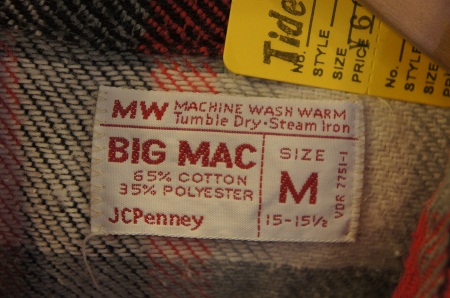 Tide
No.
STYLE
SIZE
PRICE
No.
STYLE
SIZE
MW MACHINE WASH WARM
Tumble Dry·Steam Iron
BIG MAC
65% COTTON
35% POLYESTER
JCPenney
SIZE
M
15-15½
VDR 7751-1